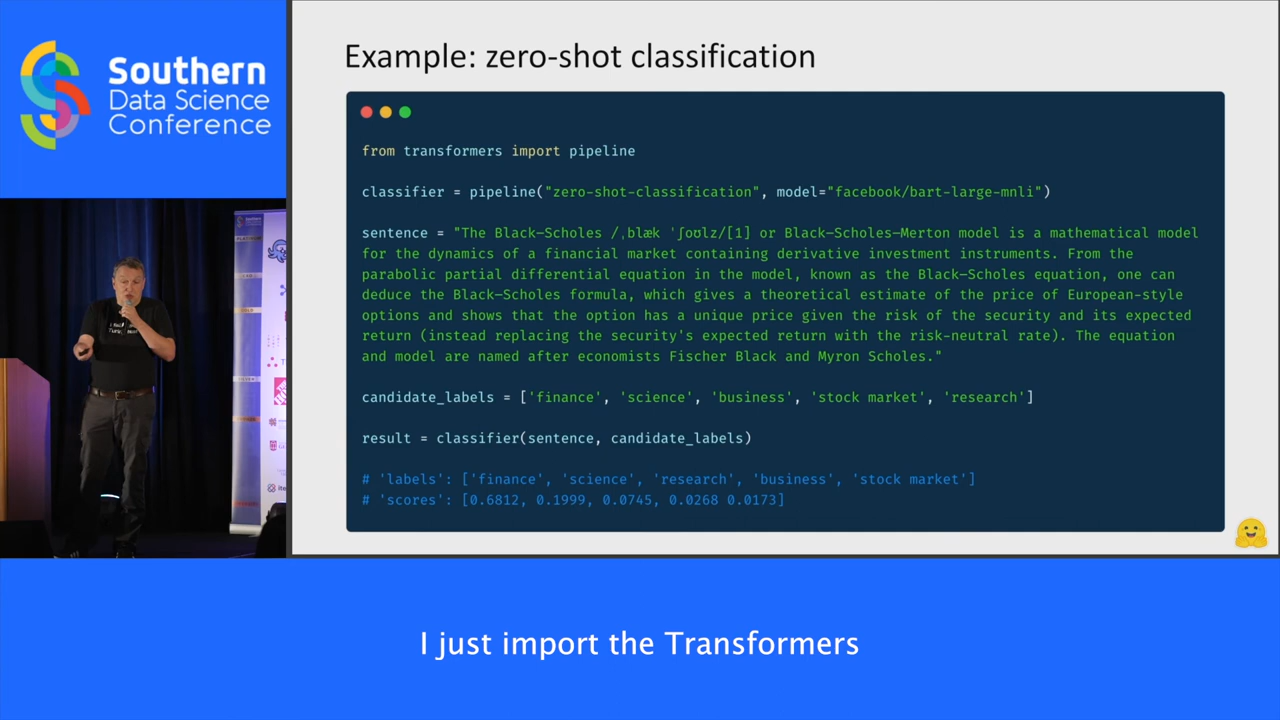 Southern
Data Science
Conference
Example: zero-shot classification
from transformers import pipeline
classifier = pipeline("zero-shot-classification", model="facebook/bart-large-mnli")
sentence = "The Black–Scholes /ˌblæk ˈʃoʊlz/[1] or Black–Scholes–Merton model is a mathematical model
for the dynamics of a financial market containing derivative investment instruments. From the
parabolic partial differential equation in the model, known as the Black–Scholes equation, one can
deduce the Black–Scholes formula, which gives a theoretical estimate of the price of European-style
options and shows that the option has a unique price given the risk of the security and its expected
return (instead replacing the security's expected return with the risk-neutral rate). The equation
and model are named after economists Fischer Black and Myron Scholes."
candidate_labels = ['finance', 'science', 'business', 'stock market', 'research']
result = classifier(sentence, candidate_labels)
# 'labels': ['finance', 'science', 'research', 'business', 'stock market']
# 'scores': [0.6812, 0.1999, 0.0745, 0.0268 0.0173]
I just import the Transformers